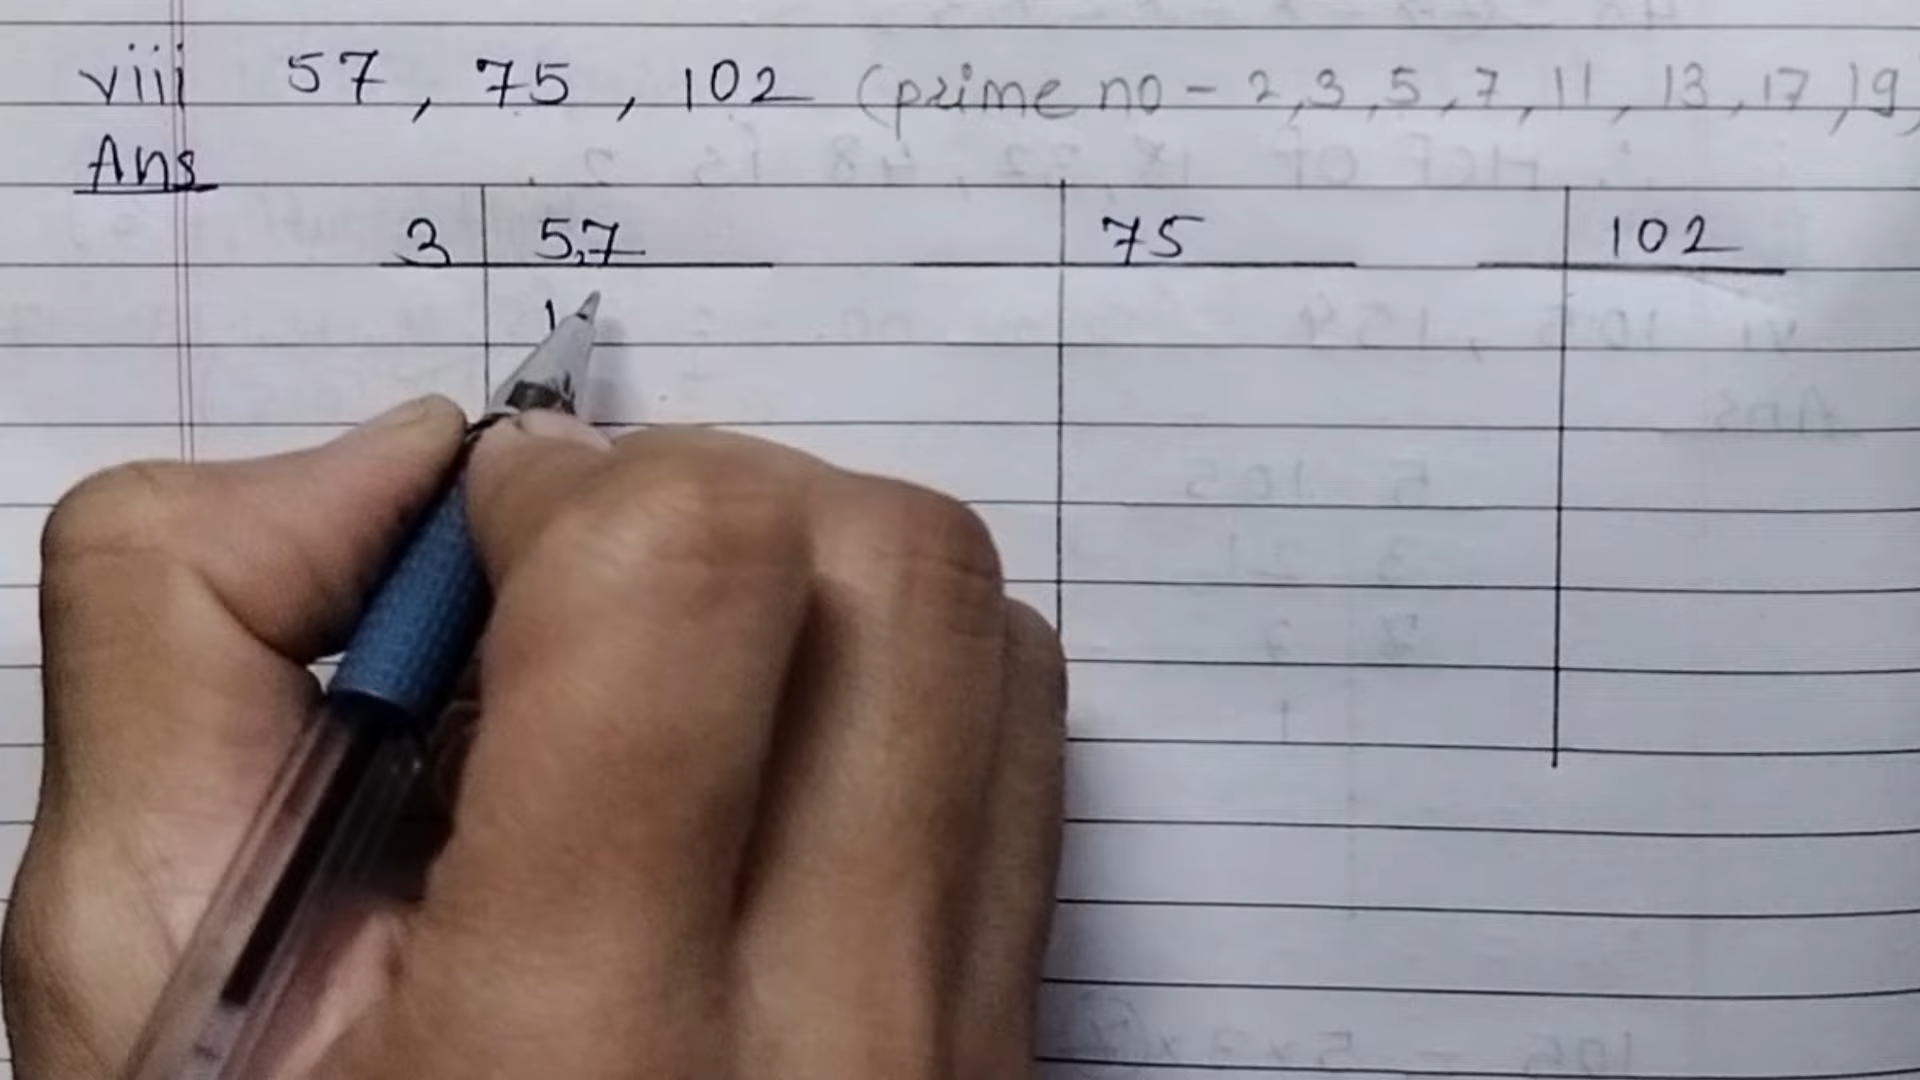 viii 57, 75, 102 (prime no - 2,3,5,7,11,13,17,19)
Ans
3 57 75 102
1